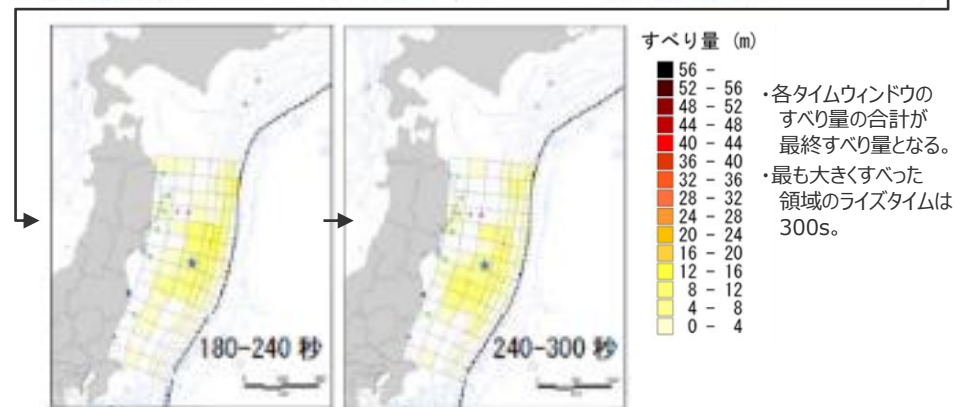 すべり量 (m)
56 -
52 - 56
48 - 52
44 - 48
40 - 44
36 - 40
32 - 36
28 - 32
24 - 28
20 - 24
16 - 20
12 - 16
8 - 12
4 - 8
0 - 4
・各タイムウィンドウの
すべり量の合計が
最終すべり量となる。
・最も大きくすべった
領域のライズタイムは
300s。
180-240 秒
240-300 秒